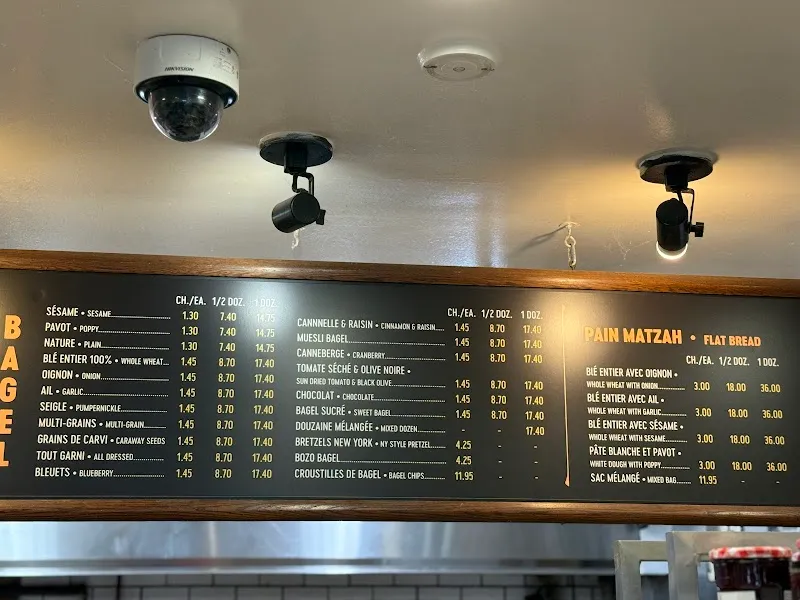 HIKVISION
BAGEL
CH./EA. 1/2 DOZ. 1 DOZ.
SÉSAME • SESAME 1.30 7.40 14.75
PAVOT • POPPY 1.30 7.40 14.75
NATURE • PLAIN 1.30 7.40 14.75
BLÉ ENTIER 100% • WHOLE WHEAT 1.45 8.70 17.40
OIGNON • ONION 1.45 8.70 17.40
AIL • GARLIC 1.45 8.70 17.40
SEIGLE • PUMPERNICKLE 1.45 8.70 17.40
MULTI-GRAINS • MULTI-GRAIN 1.45 8.70 17.40
GRAINS DE CARVI • CARAWAY SEEDS 1.45 8.70 17.40
TOUT GARNI • ALL DRESSED 1.45 8.70 17.40
BLEUETS • BLUEBERRY 1.45 8.70 17.40
CH./EA. 1/2 DOZ. 1 DOZ.
CANNNELLE & RAISIN • CINNAMON & RAISIN 1.45 8.70 17.40
MUESLI BAGEL 1.45 8.70 17.40
CANNEBERGE • CRANBERRY 1.45 8.70 17.40
TOMATE SÉCHÉ & OLIVE NOIRE •
SUN DRIED TOMATO & BLACK OLIVE 1.45 8.70 17.40
CHOCOLAT • CHOCOLATE 1.45 8.70 17.40
BAGEL SUCRÉ • SWEET BAGEL 1.45 8.70 17.40
DOUZAINE MÉLANGÉE • MIXED DOZEN - - 17.40
BRETZELS NEW YORK • NY STYLE PRETZEL 4.25 - -
BOZO BAGEL 4.25 - -
CROUSTILLES DE BAGEL • BAGEL CHIPS 11.95 - -
PAIN MATZAH • FLAT BREAD
CH./EA. 1/2 DOZ. 1 DOZ.
BLÉ ENTIER AVEC OIGNON •
WHOLE WHEAT WITH ONION 3.00 18.00 36.00
BLÉ ENTIER AVEC AIL •
WHOLE WHEAT WITH GARLIC 3.00 18.00 36.00
BLÉ ENTIER AVEC SÉSAME •
WHOLE WHEAT WITH SESAME 3.00 18.00 36.00
PÂTE BLANCHE ET PAVOT •
WHITE DOUGH WITH POPPY 3.00 18.00 36.00
SAC MÉLANGÉ • MIXED BAG 11.95 - -